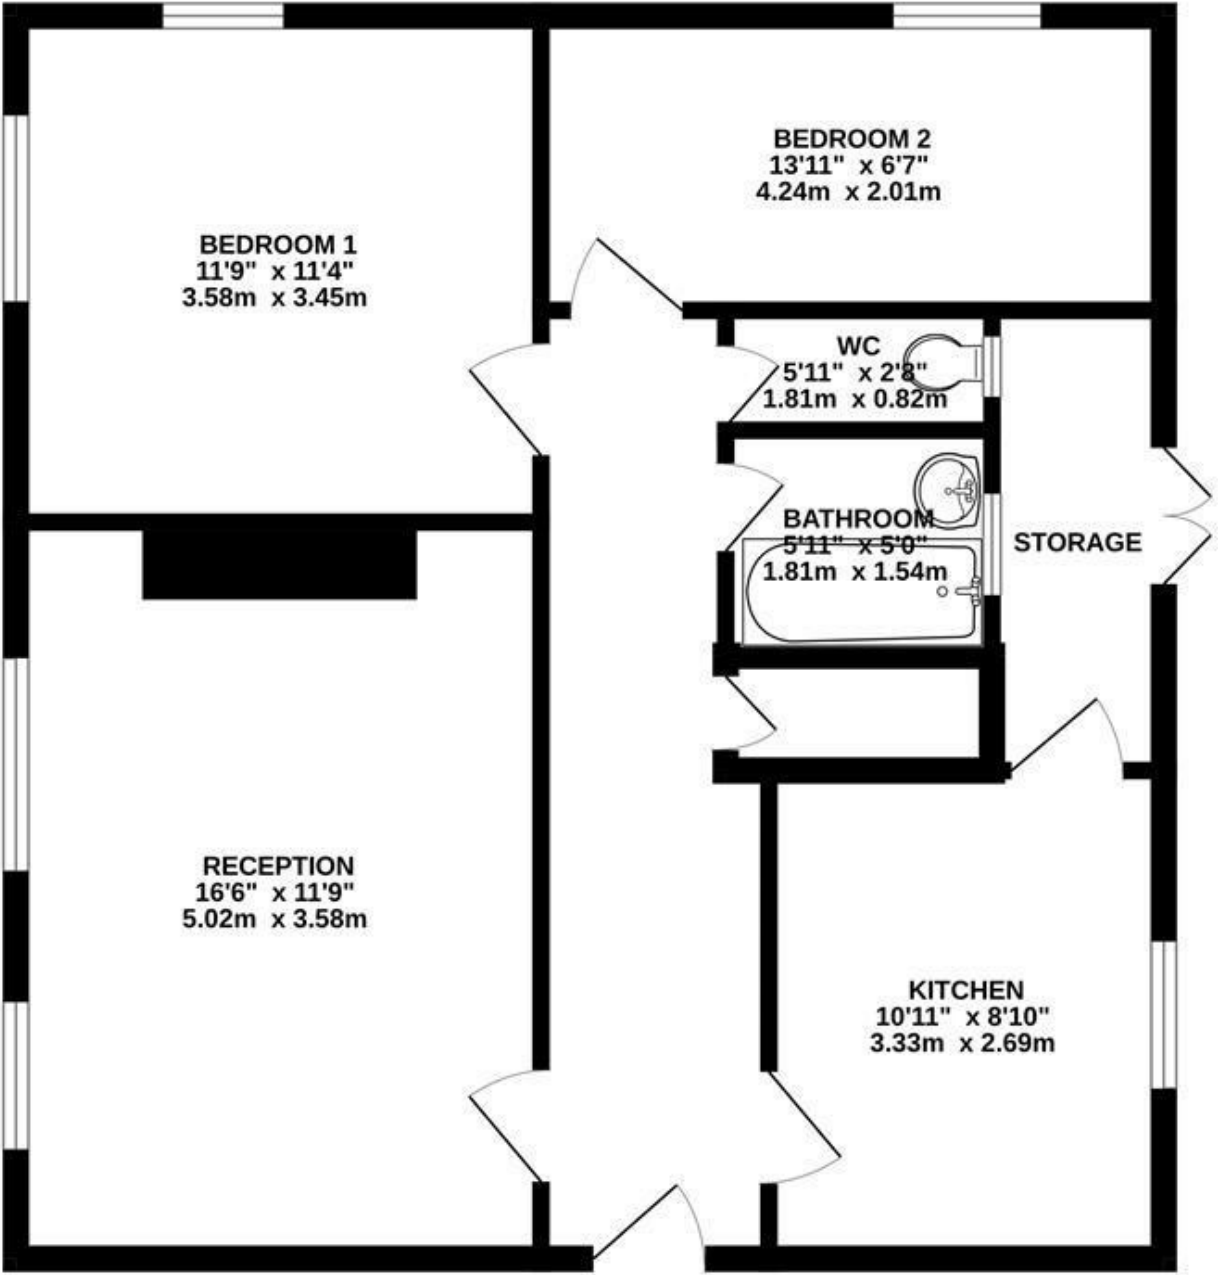 BEDROOM 2
13'11" x 6'7"
4.24m x 2.01m
BEDROOM 1
11'9" x 11'4"
3.58m x 3.45m
WC
5'11" x 2'8"
1.81m x 0.82m
BATHROOM
5'11" x 5'0"
1.81m x 1.54m
STORAGE
RECEPTION
16'6" x 11'9"
5.02m x 3.58m
KITCHEN
10'11" x 8'10"
3.33m x 2.69m